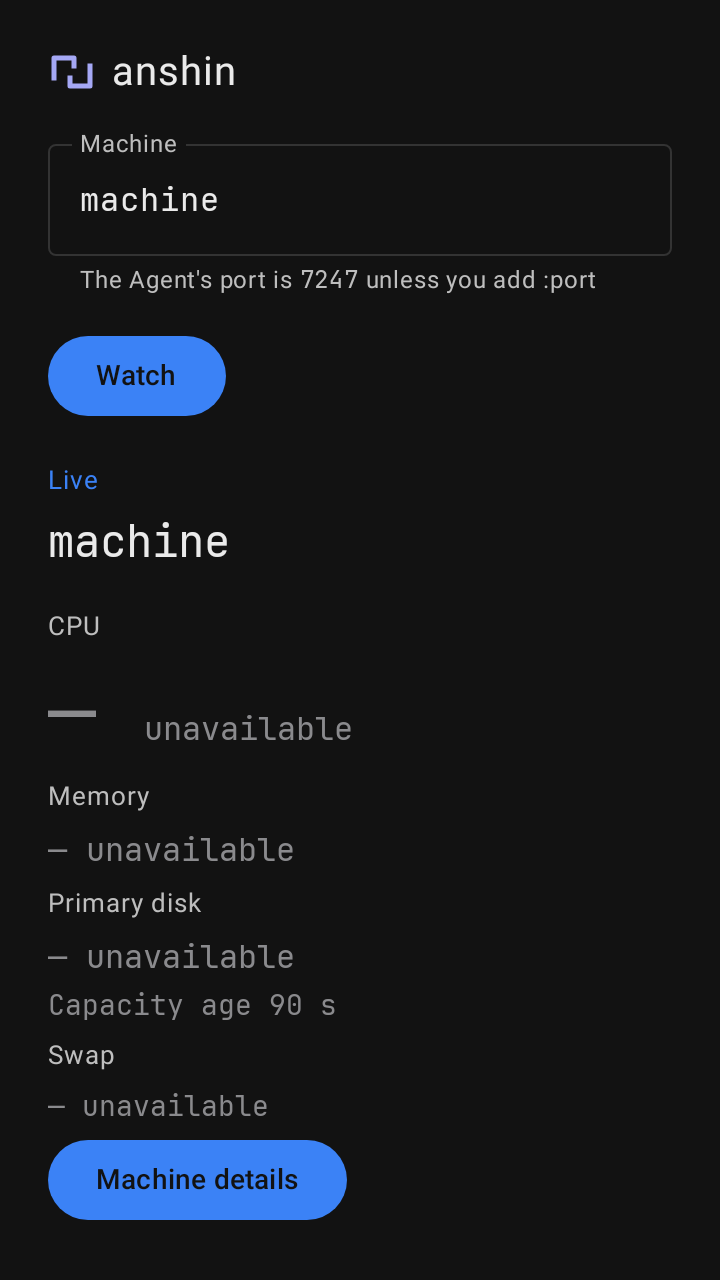 anshin
Machine
machine
The Agent's port is 7247 unless you add :port
Watch
Live
machine
CPU
— unavailable
Memory
— unavailable
Primary disk
— unavailable
Capacity age 90 s
Swap
— unavailable
Machine details